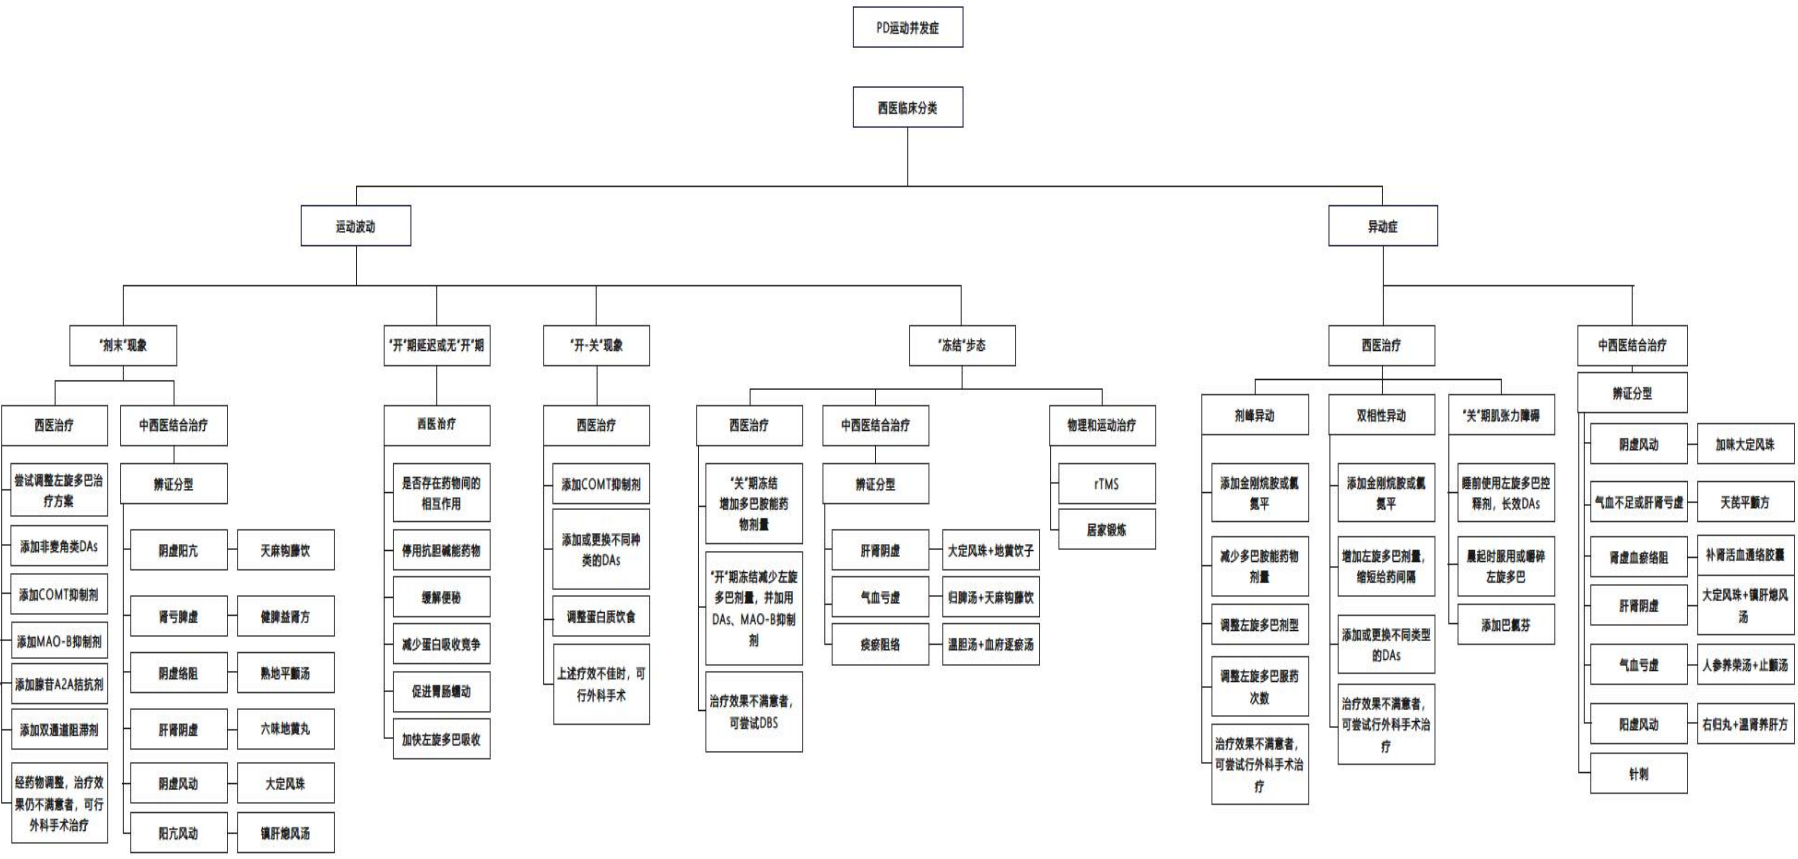 PD运动并发症
西医临床分类
运动波动
异动症
"剂末"现象
"开"期延迟或无"开"期
"开-关"现象
"冻结"步态
西医治疗
中西医结合治疗
西医治疗
尝试调整左旋多巴治
疗方案
添加非麦角类DAs
添加COMT抑制剂
添加MAO-B抑制剂
添加腺苷A2A拮抗剂
添加双通道阻滞剂
经药物调整，治疗效
果仍不满意者，可行
外科手术治疗
中西医结合治疗
辨证分型
阴虚阳亢
天麻钩藤饮
肾亏脾虚
健脾益肾方
阴虚络阻
熟地平颤汤
肝肾阴虚
六味地黄丸
阴虚风动
大定风珠
阳亢风动
镇肝熄风汤
西医治疗
是否存在药物间的
相互作用
停用抗胆碱能药物
缓解便秘
减少蛋白吸收竞争
促进胃肠蠕动
加快左旋多巴吸收
西医治疗
添加COMT抑制剂
添加或更换不同种
类的DAs
调整蛋白质饮食
上述疗效不佳时，可
行外科手术
西医治疗
"关"期冻结
增加多巴胺能药
物剂量
"开"期冻结减少左旋
多巴剂量，并加用
DAs、MAO-B抑制
剂
治疗效果不满意者，
可尝试DBS
中西医结合治疗
辨证分型
肝肾阴虚
大定风珠+地黄饮子
气血亏虚
归脾汤+天麻钩藤饮
痰瘀阻络
温胆汤+血府逐瘀汤
物理和运动治疗
rTMS
居家锻炼
剂峰异动
添加金刚烷胺或氯
氮平
减少多巴胺能药物
剂量
调整左旋多巴剂型
调整左旋多巴服药
次数
治疗效果不满意者，
可尝试行外科手术治
疗
双相性异动
添加金刚烷胺或氯
氮平
增加左旋多巴剂量，
缩短给药间隔
添加或更换不同类型
的DAs
治疗效果不满意者，
可尝试行外科手术治
疗
"关"期肌张力障碍
睡前使用左旋多巴控
释剂，长效DAs
晨起时服用或嚼碎
左旋多巴
添加巴氯芬
辨证分型
阴虚风动
加味大定风珠
气血不足或肝肾亏虚
天芪平颤方
肾虚血瘀络阻
补肾活血通络胶囊
肝肾阴虚
大定风珠+镇肝熄风
汤
气血亏虚
人参养荣汤+止颤汤
阳虚风动
右归丸+温肾养肝方
针刺